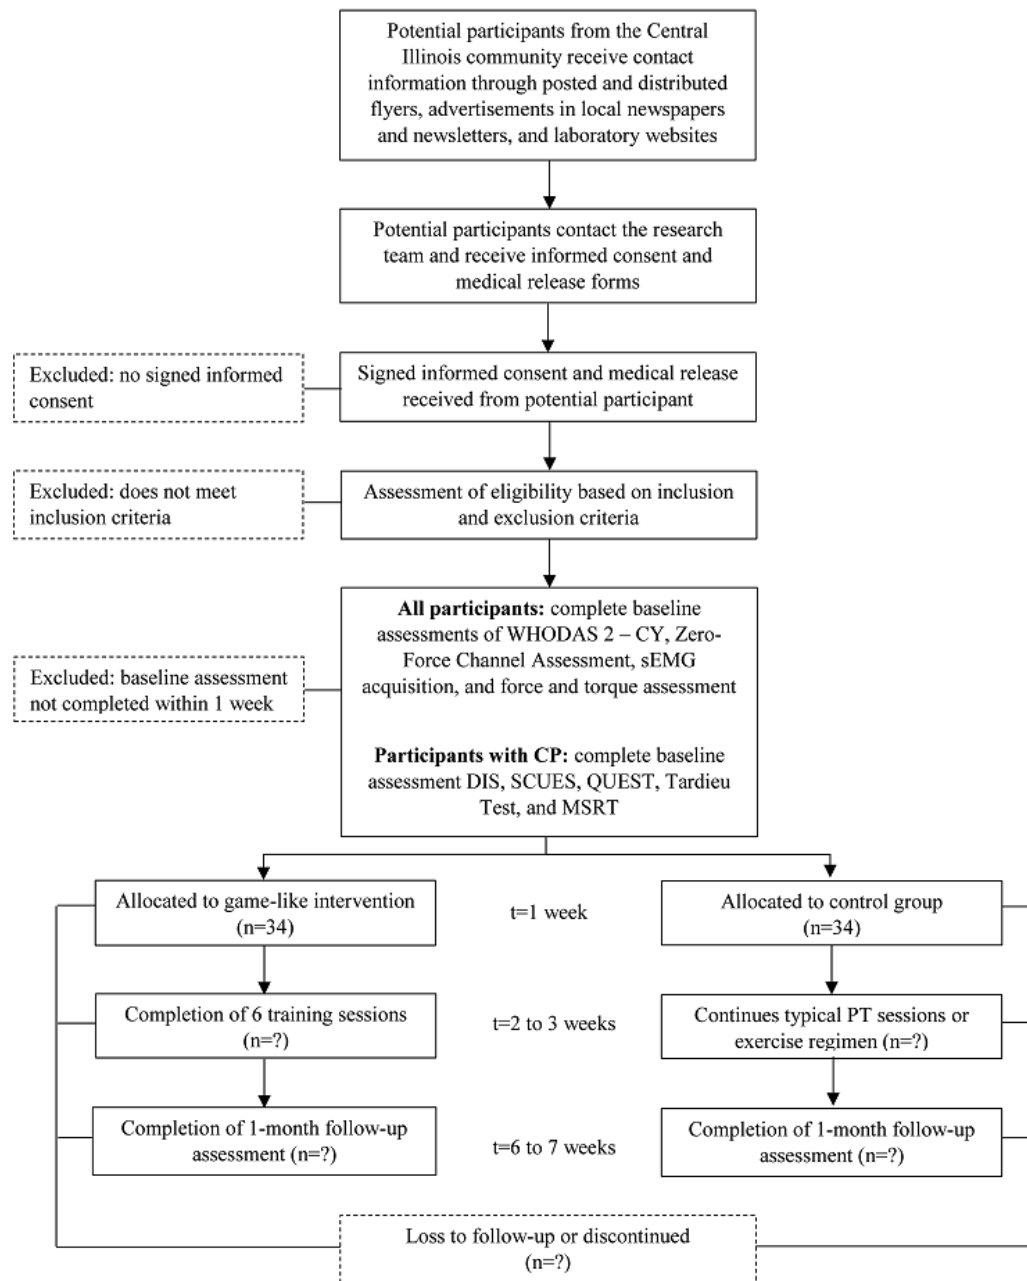 Potential participants from the Central
Illinois community receive contact
information through posted and distributed
flyers, advertisements in local newspapers
and newsletters, and laboratory websites
Potential participants contact the research
team and receive informed consent and
medical release forms
Excluded: no signed informed
consent
Signed informed consent and medical release
received from potential participant
Excluded: does not meet
inclusion criteria
Assessment of eligibility based on inclusion
and exclusion criteria
All participants: complete baseline
assessments of WHODAS 2 – CY, Zero-
Force Channel Assessment, sEMG
acquisition, and force and torque assessment
Excluded: baseline assessment
not completed within 1 week
Participants with CP: complete baseline
assessment DIS, SCUES, QUEST, Tardieu
Test, and MSRT
Allocated to game-like intervention
(n=34)
t=1 week
Allocated to control group
(n=34)
Completion of 6 training sessions
(n=?)
t=2 to 3 weeks
Continues typical PT sessions or
exercise regimen (n=?)
Completion of 1-month follow-up
assessment (n=?)
t=6 to 7 weeks
Completion of 1-month follow-up
assessment (n=?)
Loss to follow-up or discontinued
(n=?)